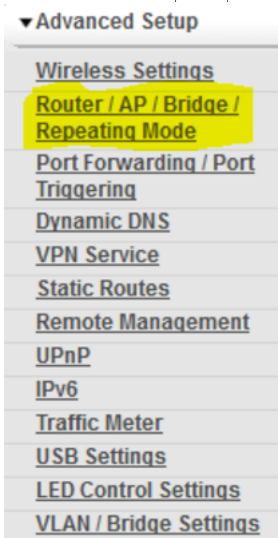 Advanced Setup
Wireless Settings
Router / AP / Bridge /
Repeating Mode
Port Forwarding / Port
Triggering
Dynamic DNS
VPN Service
Static Routes
Remote Management
UPnP
IPv6
Traffic Meter
USB Settings
LED Control Settings
VLAN / Bridge Settings